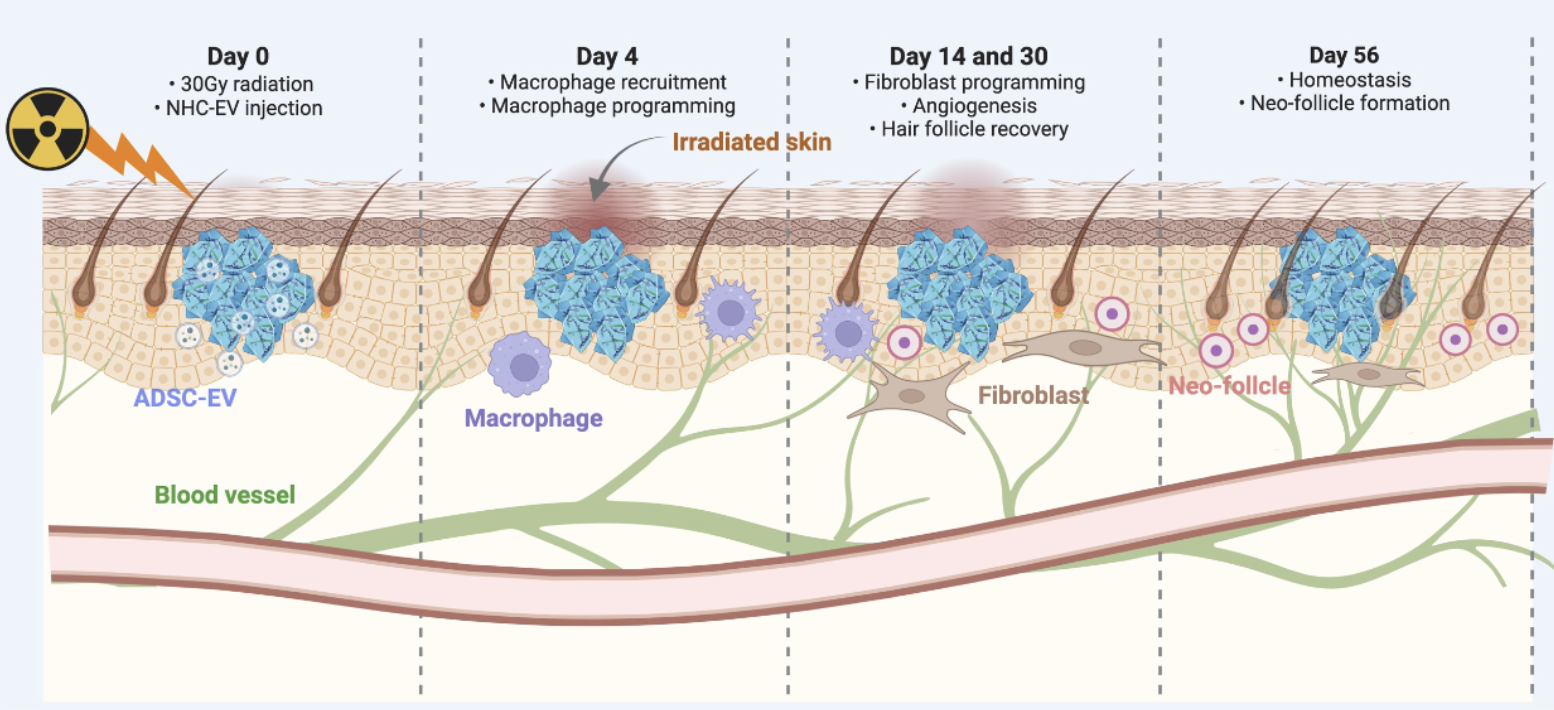 Day 0
• 30Gy radiation
• NHC-EV injection
Day 4
• Macrophage recruitment
• Macrophage programming
Day 14 and 30
• Fibroblast programming
• Angiogenesis
• Hair follicle recovery
Day 56
• Homeostasis
• Neo-follicle formation
Irradiated skin
ADSC-EV
Macrophage
Fibroblast
Neo-follcle
Blood vessel